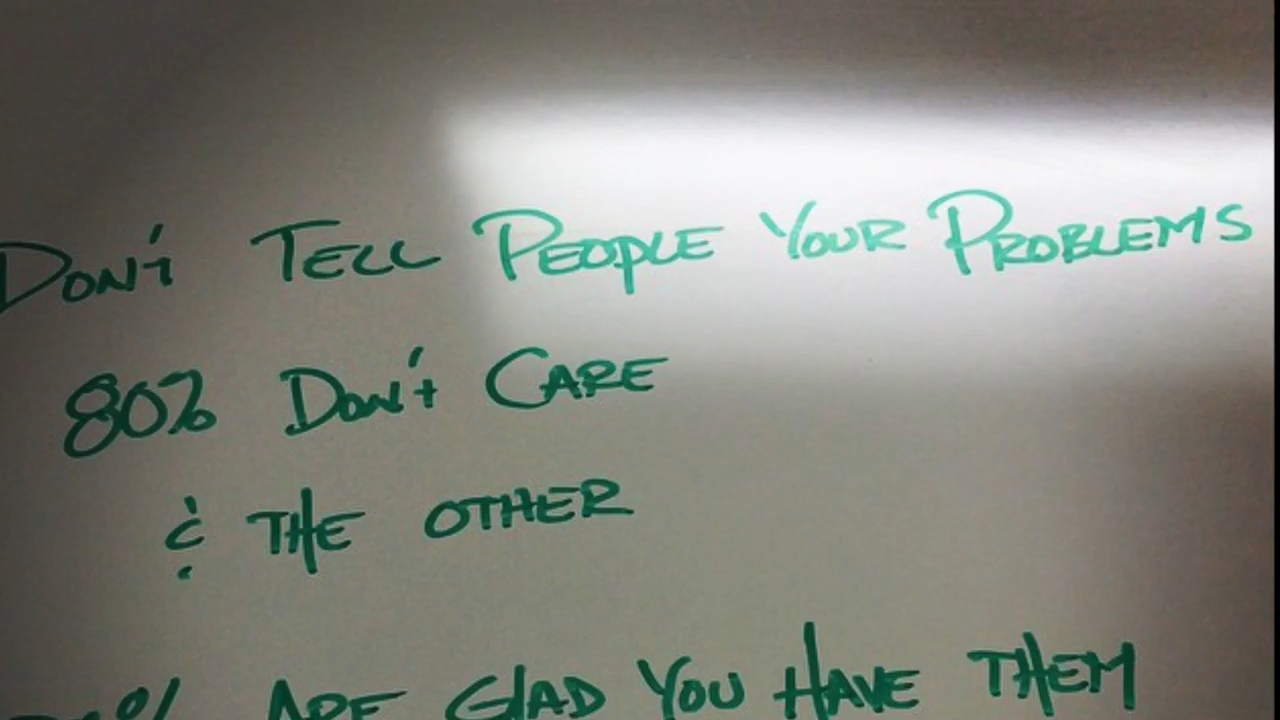 DON'T TELL PEOPLE YOUR PROBLEMS
80% DON'T CARE
& THE OTHER
% ARE GLAD YOU HAVE THEM